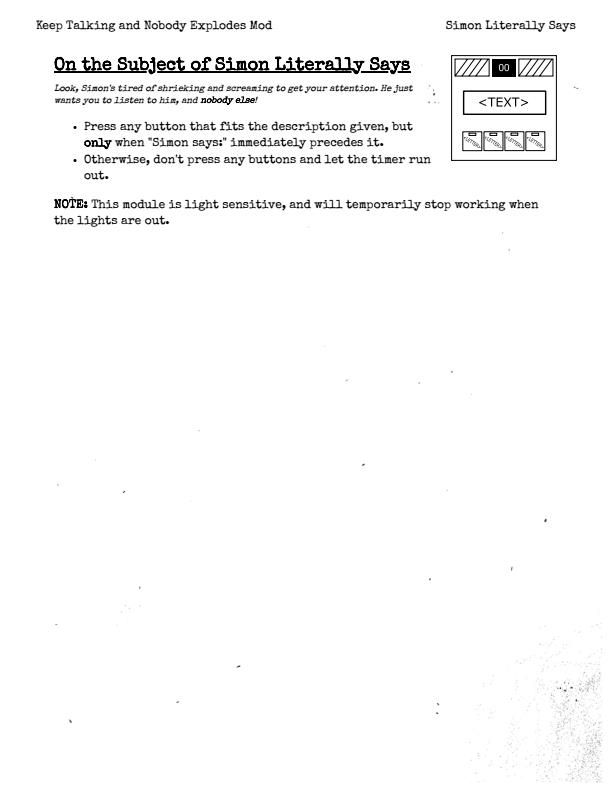 Keep Talking and Nobody Explodes Mod
Simon Literally Says
On the Subject of Simon Literally Says
Look, Simon's tired of shrieking and screaming to get your attention. He just
wants you to listen to him, and nobody else!
• Press any button that fits the description given, but
only when "Simon says:" immediately precedes it.
• Otherwise, don't press any buttons and let the timer run
out.
NOTE: This module is light sensitive, and will temporarily stop working when
the lights are out.
00
<TEXT>